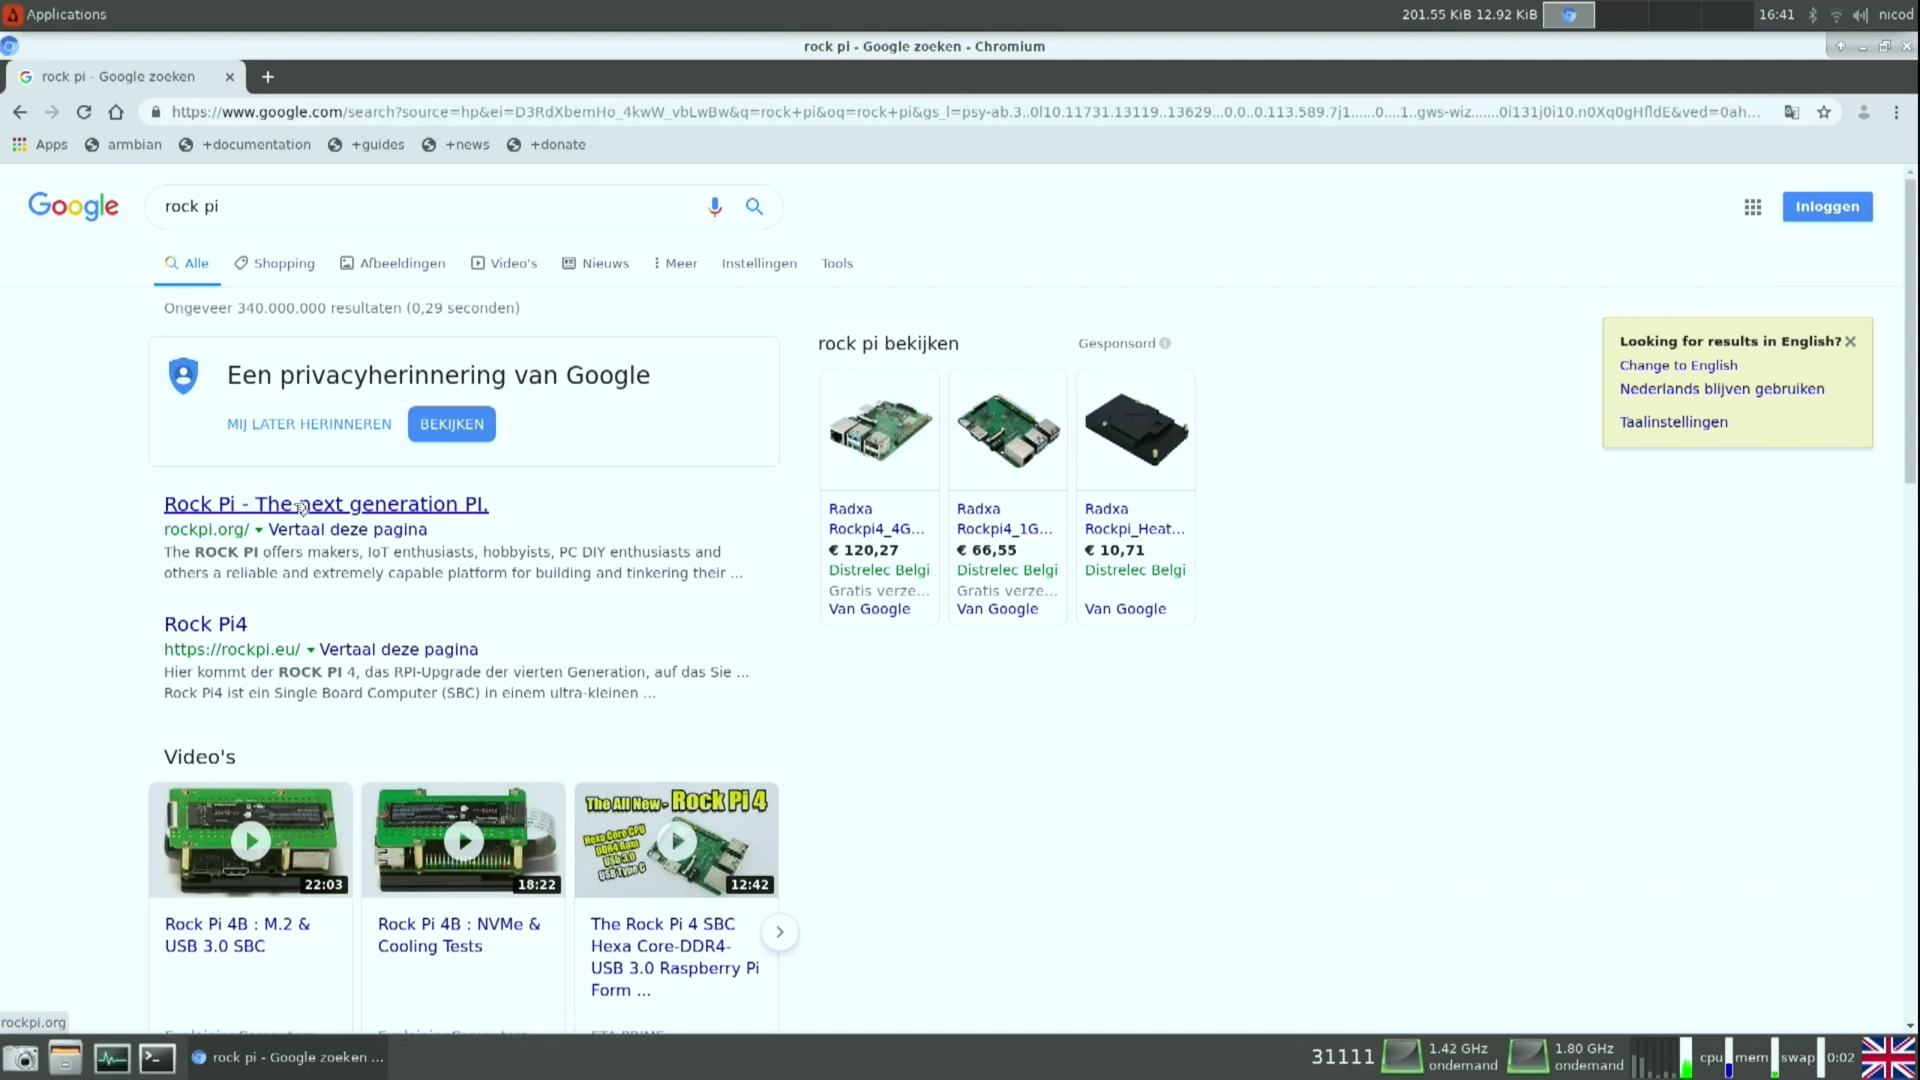 Applications
201.55 KiB 12.92 KiB
16:41
nicod
rock pi - Google zoeken - Chromium
rock pi - Google zoeken
https://www.google.com/search?source=hp&ei=D3RdXbemHo_4kwW_vbLwBw&q=rock+pi&oq=rock+pi&gs_l=psy-ab.3..0l10.11731.13119..13629...0.0..0.113.589.7j1......0....1..gws-wiz.......0i131j0i10.n0Xq0gHfldE&ved=0ah...
Apps
armbian
+documentation
+guides
+news
+donate
Google
rock pi
Inloggen
Alle
Shopping
Afbeeldingen
Video's
Nieuws
Meer
Instellingen
Tools
Ongeveer 340.000.000 resultaten (0,29 seconden)
Een privacyherinnering van Google
MIJ LATER HERINNEREN
BEKIJKEN
Rock Pi - The next generation PI.
rockpi.org/ Vertaal deze pagina
The ROCK PI offers makers, IoT enthusiasts, hobbyists, PC DIY enthusiasts and
others a reliable and extremely capable platform for building and tinkering their ...
Rock Pi4
https://rockpi.eu/ Vertaal deze pagina
Hier kommt der ROCK PI 4, das RPI-Upgrade der vierten Generation, auf das Sie ...
Rock Pi4 ist ein Single Board Computer (SBC) in einem ultra-kleinen ...
Video's
22:03
Rock Pi 4B : M.2 &
USB 3.0 SBC
18:22
Rock Pi 4B : NVMe &
Cooling Tests
The All New - Rock Pi 4
Hexa Core CPU
DDR4 Ram
USB 3.0
USB Type C
12:42
The Rock Pi 4 SBC
Hexa Core-DDR4-
USB 3.0 Raspberry Pi
Form ...
rock pi bekijken
Gesponsord
Radxa
Rockpi4_4G...
€ 120,27
Distrelec Belgi
Gratis verze...
Van Google
Radxa
Rockpi4_1G...
€ 66,55
Distrelec Belgi
Gratis verze...
Van Google
Radxa
Rockpi_Heat...
€ 10,71
Distrelec Belgi
Van Google
Looking for results in English?
Change to English
Nederlands blijven gebruiken
Taalinstellingen
rockpi.org
rock pi - Google zoeken ...
31111
1.42 GHz
ondemand
1.80 GHz
ondemand
cpu
mem
swap
0:02